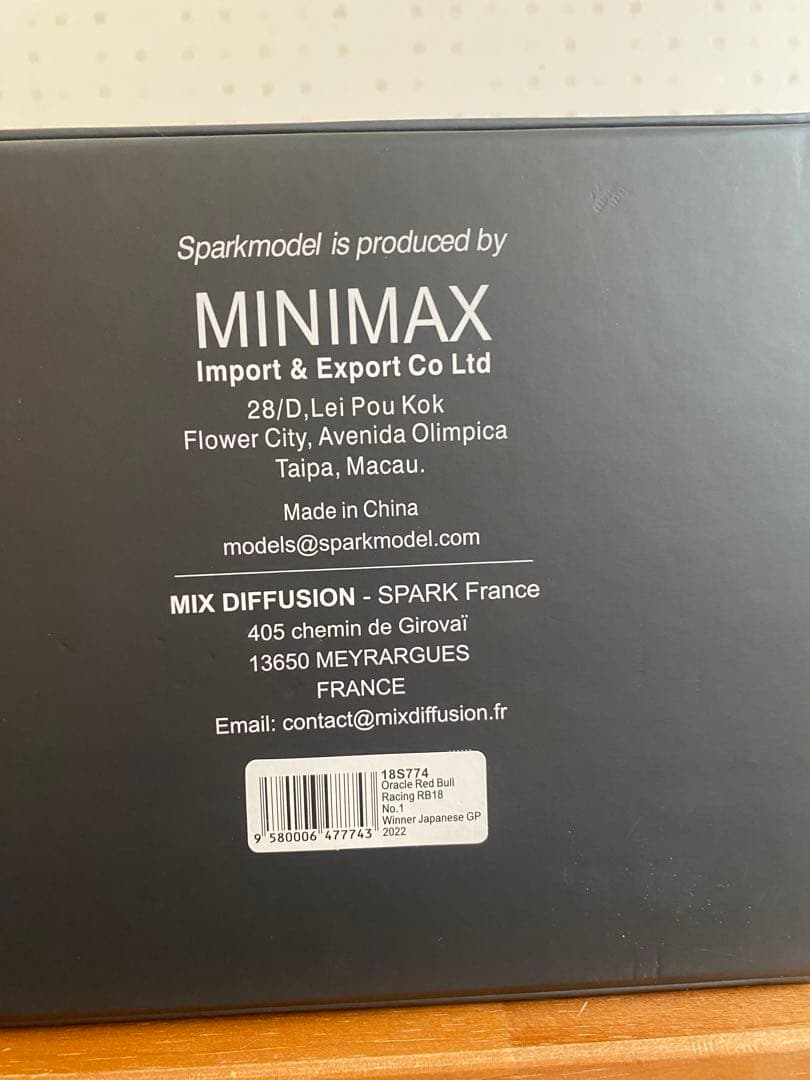 Sparkmodel is produced by
MINIMAX
Import & Export Co Ltd
28/D,Lei Pou Kok
Flower City, Avenida Olimpica
Taipa, Macau.
Made in China
models@sparkmodel.com
MIX DIFFUSION - SPARK France
405 chemin de Girovaï
13650 MEYRARGUES
FRANCE
Email: contact@mixdiffusion.fr
18S774
Oracle Red Bull
Racing RB18
No.1
Winner Japanese GP
2022
9 580006 477743